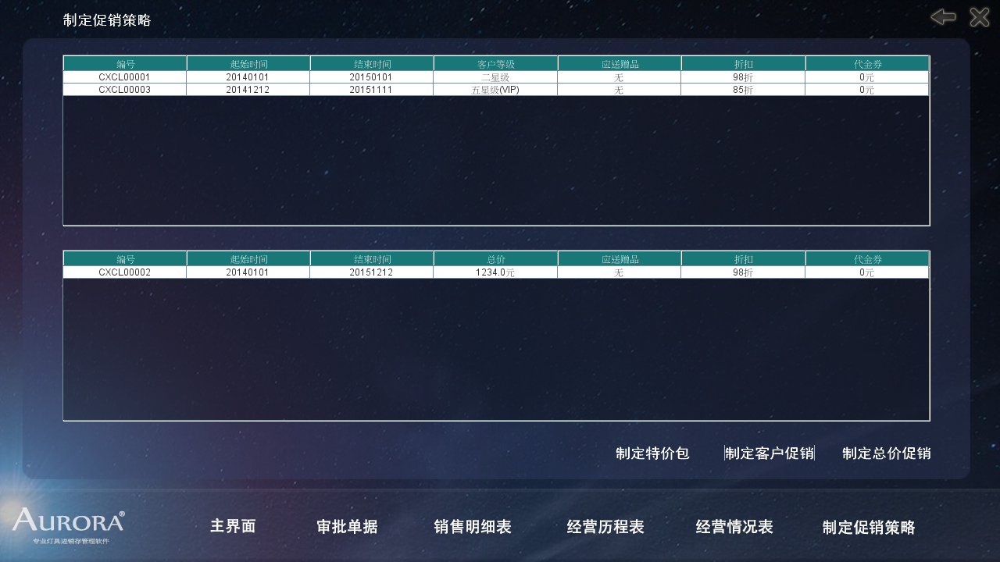 制定促销策略
编号 起始时间 结束时间 客户等级 应送赠品 折扣 代金券
CXCL00001 20140101 20150101 二星级 无 98折 0元
CXCL00003 20141212 20151111 五星级(VIP) 无 85折 0元
编号 起始时间 结束时间 总价 应送赠品 折扣 代金券
CXCL00002 20140101 20151212 1234.0元 无 98折 0元
制定特价包 制定客户促销 制定总价促销
AURORA®
专业灯具进销存管理软件
主界面 审批单据 销售明细表 经营历程表 经营情况表 制定促销策略